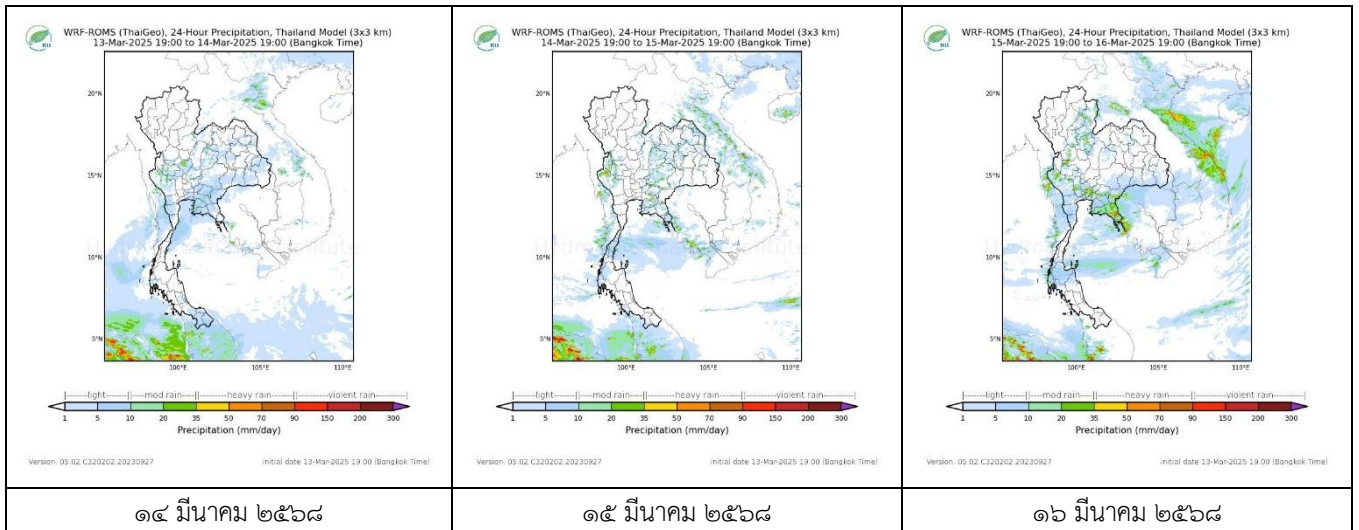 HII
WRF-ROMS (ThaiGeo), 24-Hour Precipitation, Thailand Model (3x3 km)
13-Mar-2025 19:00 to 14-Mar-2025 19:00 (Bangkok Time)
20°N
15°N
10°N
5°N
100°E 105°E 110°E
light mod rain heavy rain violent rain
1 5 10 20 35 50 70 90 150 200 300
Precipitation (mm/day)
Version: 05.02.C320202.20230927 initial date 13-Mar-2025 19:00 (Bangkok Time)
๑๔ มีนาคม ๒๕๖๘
HII
WRF-ROMS (ThaiGeo), 24-Hour Precipitation, Thailand Model (3x3 km)
14-Mar-2025 19:00 to 15-Mar-2025 19:00 (Bangkok Time)
20°N
15°N
10°N
5°N
100°E 105°E 110°E
light mod rain heavy rain violent rain
1 5 10 20 35 50 70 90 150 200 300
Precipitation (mm/day)
Version: 05.02.C320202.20230927 initial date 13-Mar-2025 19:00 (Bangkok Time)
๑๕ มีนาคม ๒๕๖๘
HII
WRF-ROMS (ThaiGeo), 24-Hour Precipitation, Thailand Model (3x3 km)
15-Mar-2025 19:00 to 16-Mar-2025 19:00 (Bangkok Time)
20°N
15°N
10°N
5°N
100°E 105°E 110°E
light mod rain heavy rain violent rain
1 5 10 20 35 50 70 90 150 200 300
Precipitation (mm/day)
Version: 05.02.C320202.20230927 initial date 13-Mar-2025 19:00 (Bangkok Time)
๑๖ มีนาคม ๒๕๖๘